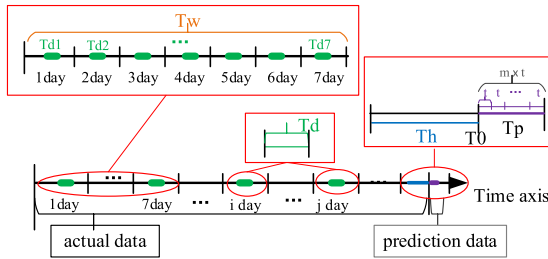 Tw
Td1 Td2 ... Td7
1day 2day 3day 4day 5day 6day 7day
m x t
t t ... t
Th T0 Tp
Td
... ... Time axis
1day 7day ... i day ... j day
actual data prediction data